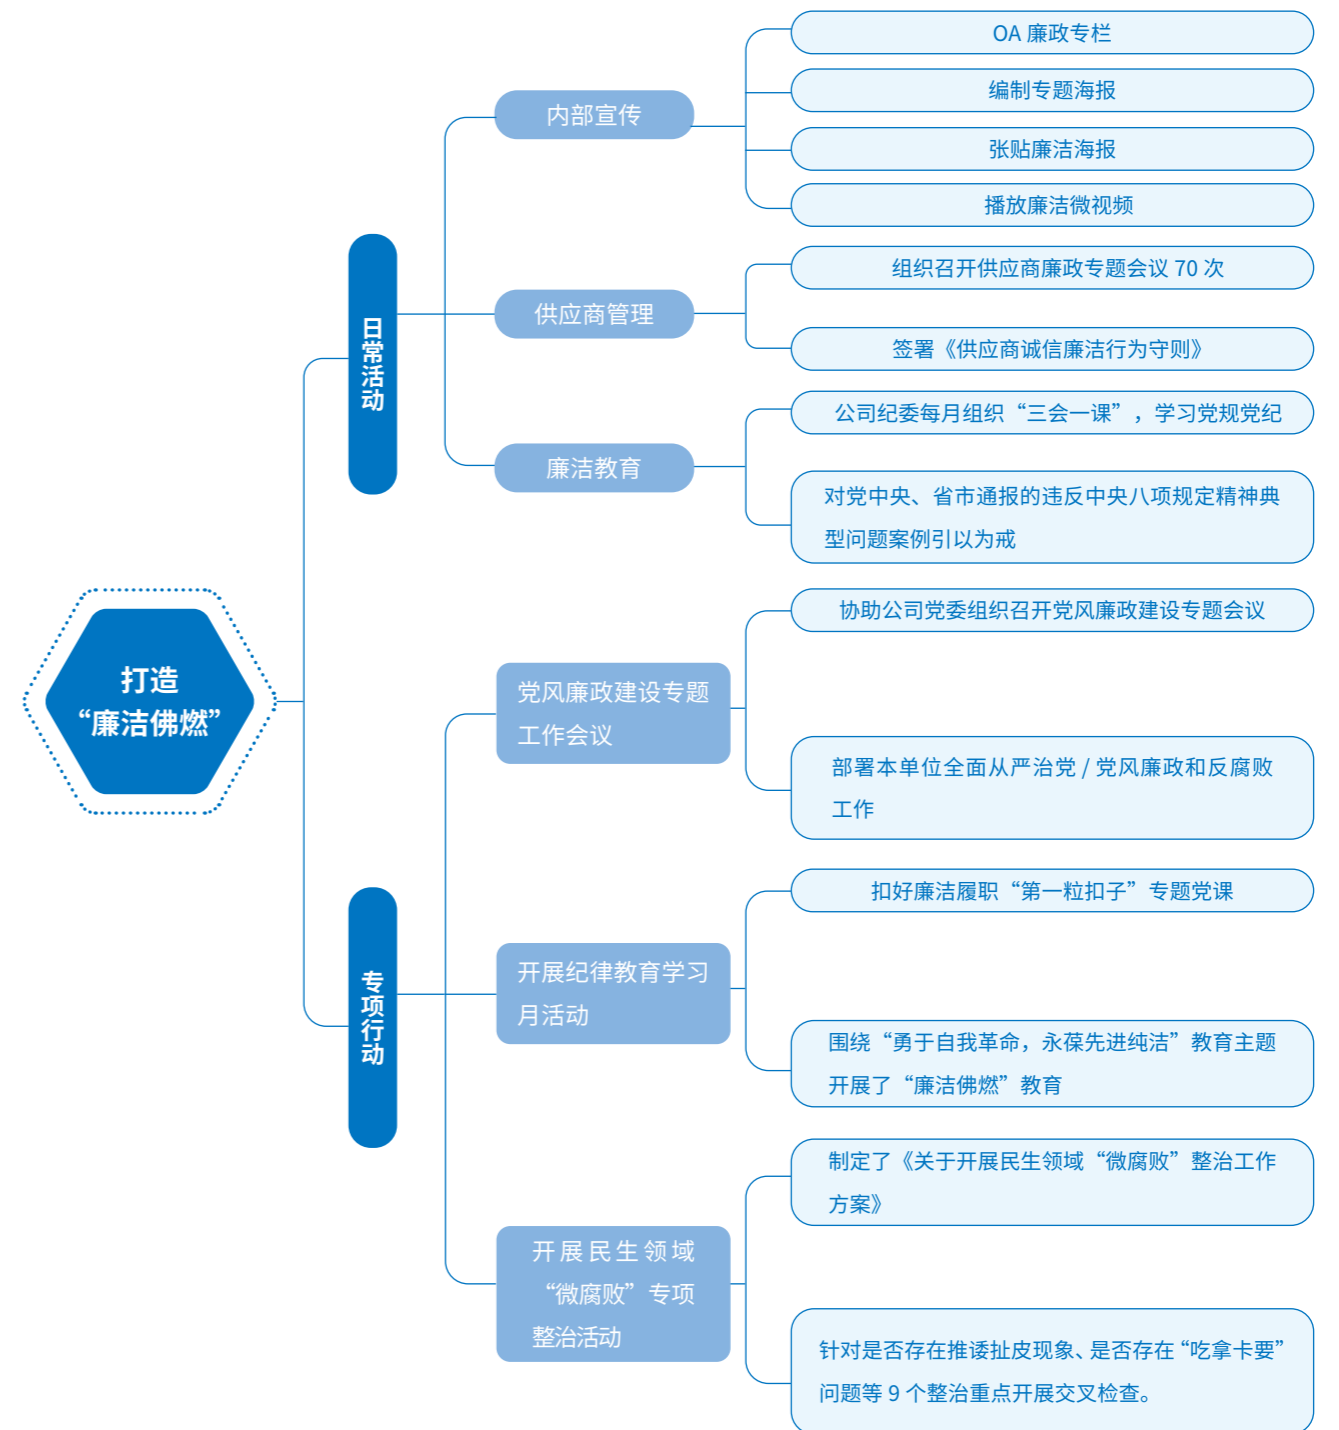 打造
“廉洁佛燃”
日常活动
内部宣传
OA 廉政专栏
编制专题海报
张贴廉洁海报
播放廉洁微视频
供应商管理
组织召开供应商廉政专题会议 70 次
签署《供应商诚信廉洁行为守则》
廉洁教育
公司纪委每月组织“三会一课”，学习党规党纪
对党中央、省市通报的违反中央八项规定精神典
型问题案例引以为戒
专项行动
党风廉政建设专题
工作会议
协助公司党委组织召开党风廉政建设专题会议
部署本单位全面从严治党 / 党风廉政和反腐败
工作
开展纪律教育学习
月活动
扣好廉洁履职“第一粒扣子”专题党课
围绕“勇于自我革命，永葆先进纯洁”教育主题
开展了“廉洁佛燃”教育
开展民生领域
“微腐败”专项
整治活动
制定了《关于开展民生领域“微腐败”整治工作
方案》
针对是否存在推诿扯皮现象、是否存在“吃拿卡要”
问题等 9 个整治重点开展交叉检查。